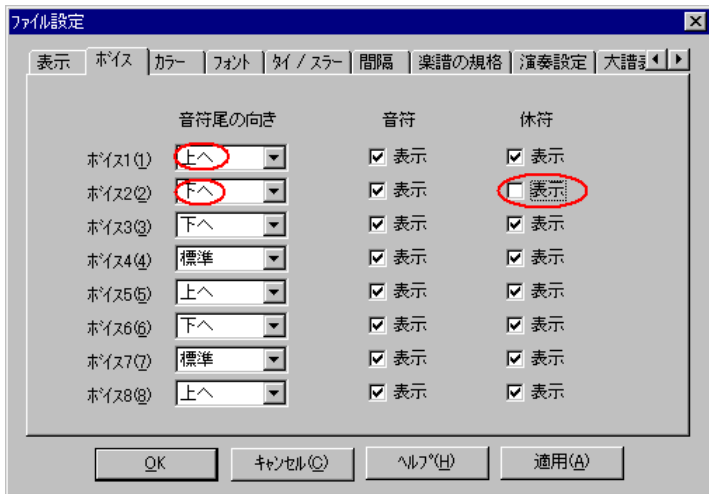 ファイル設定
表示 ボイス カラー フォント タイ / スラー 間隔 楽譜の規格 演奏設定 大譜表
音符尾の向き 音符 休符
ボイス1(1) 上へ 表示 表示
ボイス2(2) 下へ 表示 表示
ボイス3(3) 下へ 表示 表示
ボイス4(4) 標準 表示 表示
ボイス5(5) 上へ 表示 表示
ボイス6(6) 下へ 表示 表示
ボイス7(7) 標準 表示 表示
ボイス8(8) 上へ 表示 表示
OK キャンセル(C) ヘルプ(H) 適用(A)